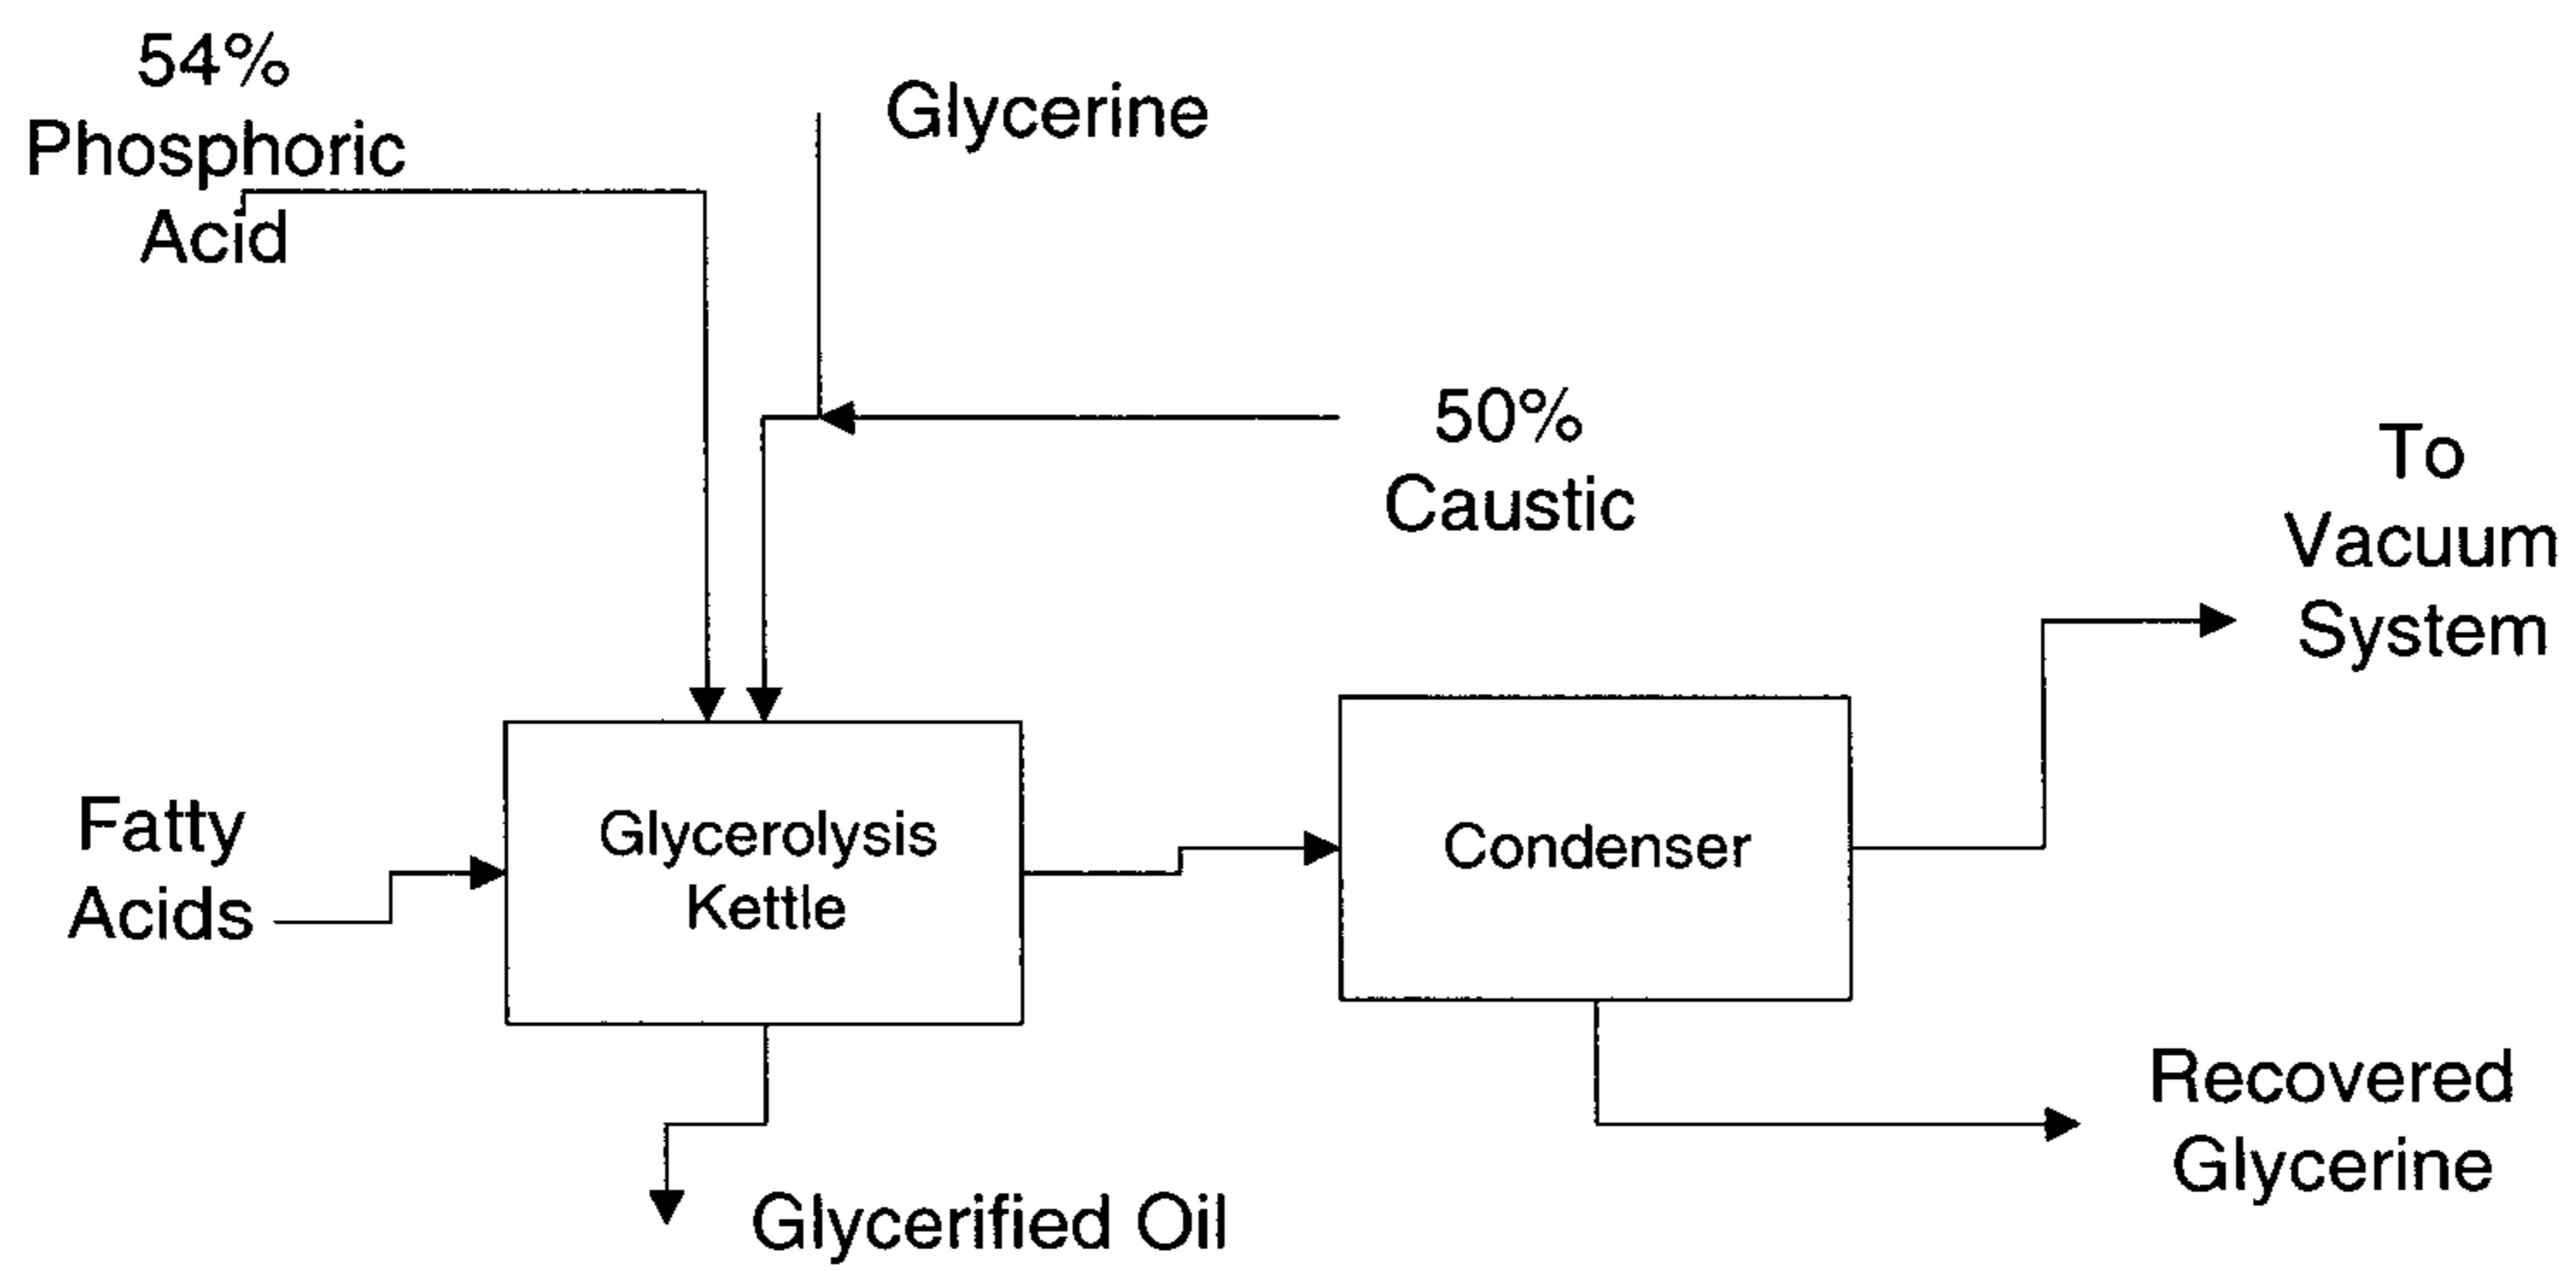 54%
Phosphoric
Acid
Glycerine
50%
Caustic
To
Vacuum
System
Fatty
Acids
Glycerolysis
Kettle
Condenser
Recovered
Glycerine
Glycerified Oil